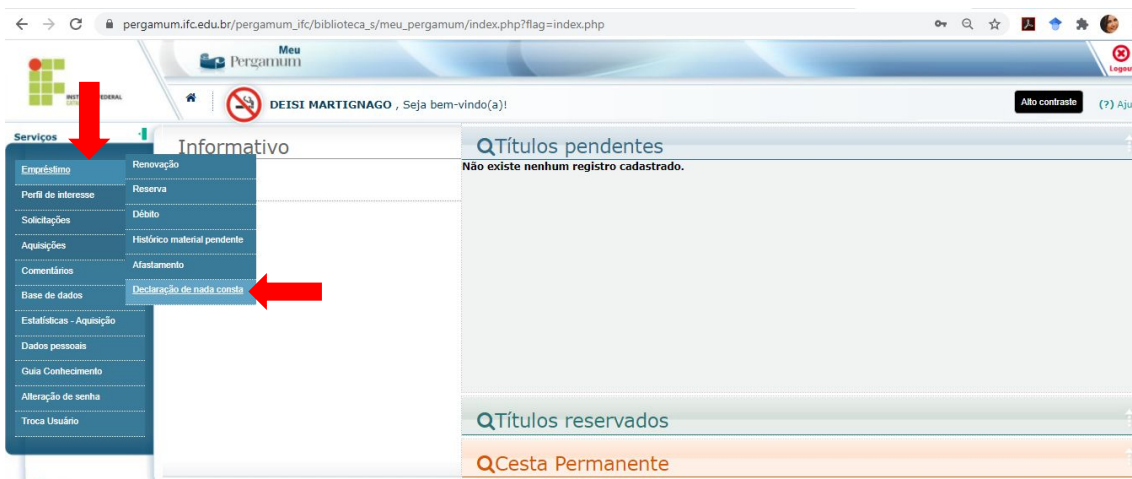 pergamum.ifc.edu.br/pergamum_ifc/biblioteca_s/meu_pergamum/index.php?flag=index.php
Meu
Pergamum
Logou
DEISI MARTIGNAGO , Seja bem-vindo(a)!
Alto contraste
(?) Aju
Serviços
Empréstimo
Perfil de interesse
Solicitações
Aquisições
Comentários
Base de dados
Estatísticas - Aquisição
Dados pessoais
Guia Conhecimento
Alteração de senha
Troca Usuário
Renovação
Reserva
Débito
Histórico material pendente
Afastamento
Declaração de nada consta
Informativo
Títulos pendentes
Não existe nenhum registro cadastrado.
Títulos reservados
Cesta Permanente